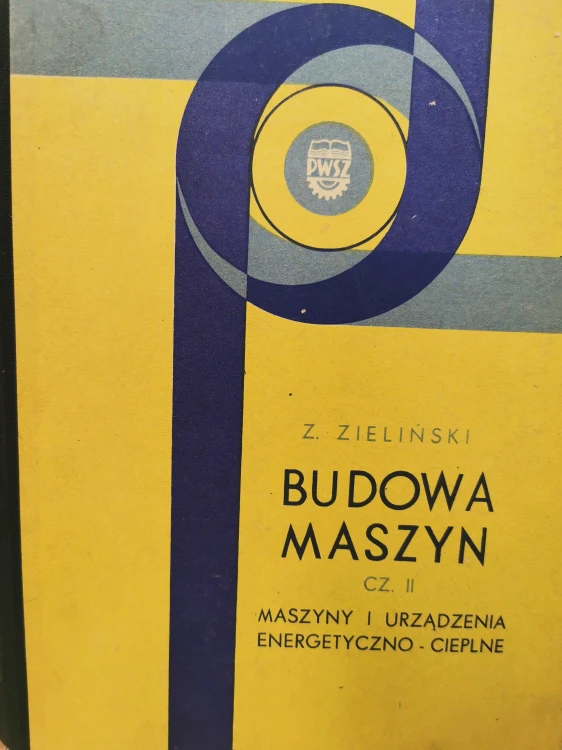 PWSZ
Z. ZIELIŃSKI
BUDOWA
MASZYN
CZ. II
MASZYNY I URZĄDZENIA
ENERGETYCZNO - CIEPLNE